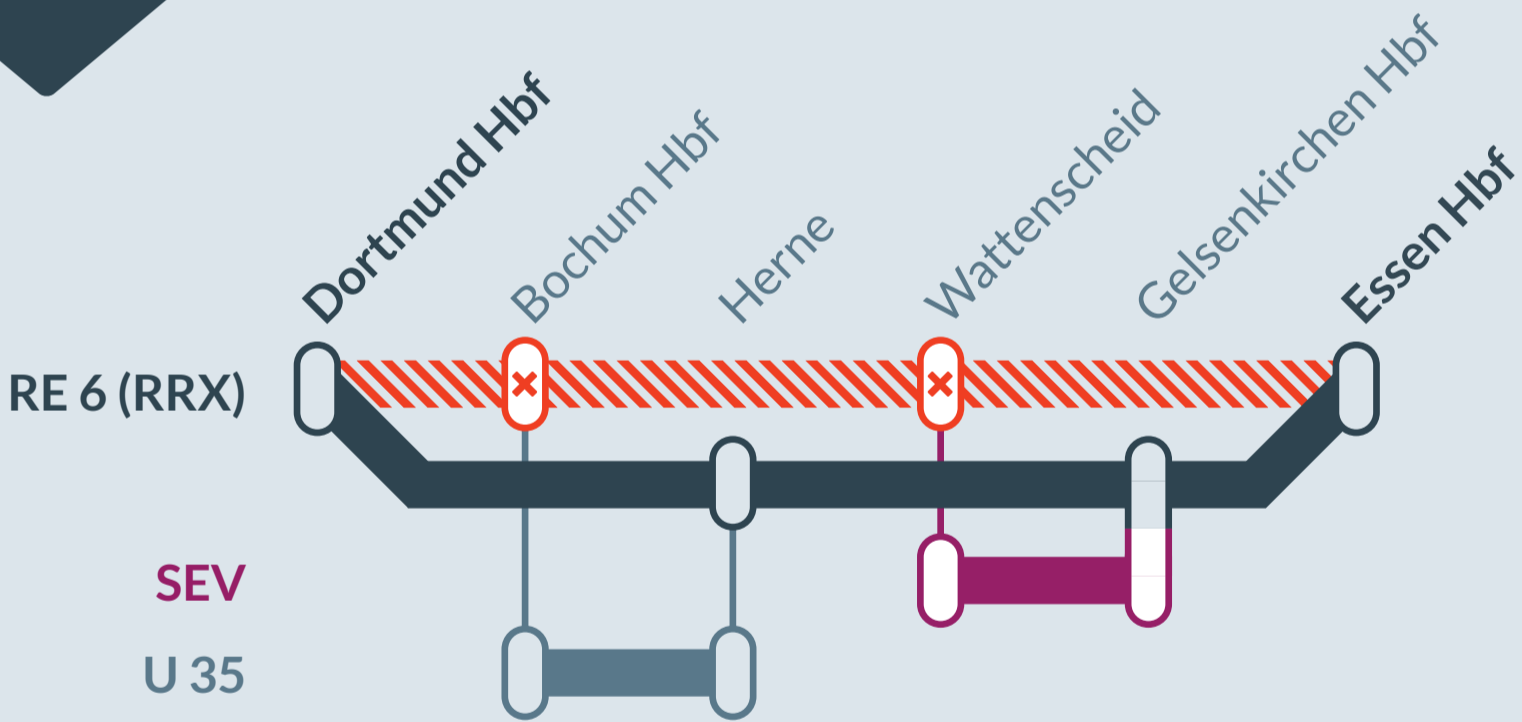 Dortmund Hbf
Bochum Hbf
Herne
Wattenscheid
Gelsenkirchen Hbf
Essen Hbf
RE 6 (RRX)
SEV
U 35